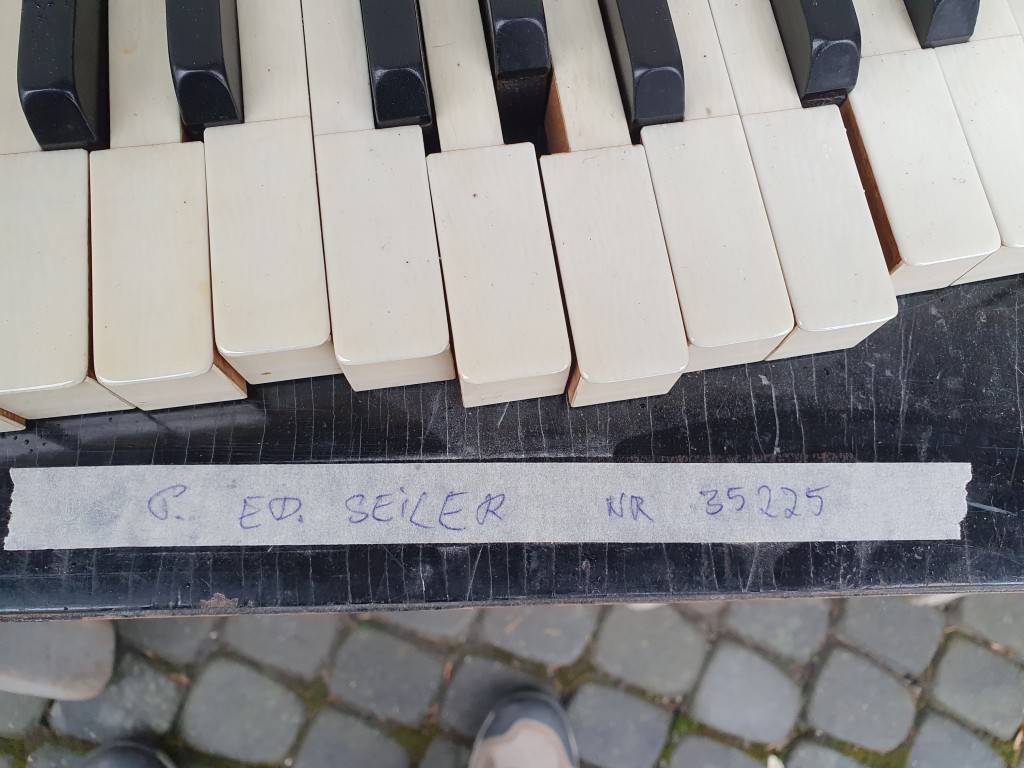 P. ED. SEiLER NR 35225